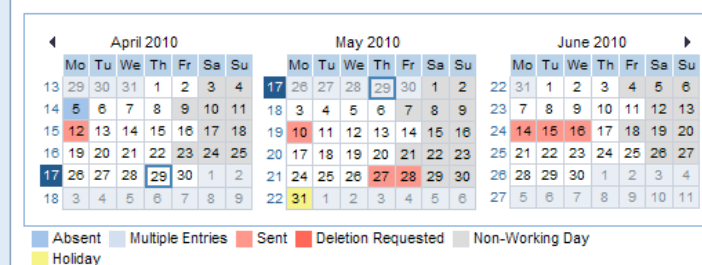 April 2010 May 2010 June 2010
Mo Tu We Th Fr Sa Su Mo Tu We Th Fr Sa Su Mo Tu We Th Fr Sa Su
13 29 30 31 1 2 3 4 17 26 27 28 29 30 1 2 22 31 1 2 3 4 5 6
14 5 6 7 8 9 10 11 18 3 4 5 6 7 8 9 23 7 8 9 10 11 12 13
15 12 13 14 15 16 17 18 19 10 11 12 13 14 15 16 24 14 15 16 17 18 19 20
16 19 20 21 22 23 24 25 20 17 18 19 20 21 22 23 25 21 22 23 24 25 26 27
17 26 27 28 29 30 1 2 21 24 25 26 27 28 29 30 26 28 29 30 1 2 3 4
18 3 4 5 6 7 8 9 22 31 1 2 3 4 5 6 27 5 6 7 8 9 10 11
Absent Multiple Entries Sent Deletion Requested Non-Working Day
Holiday